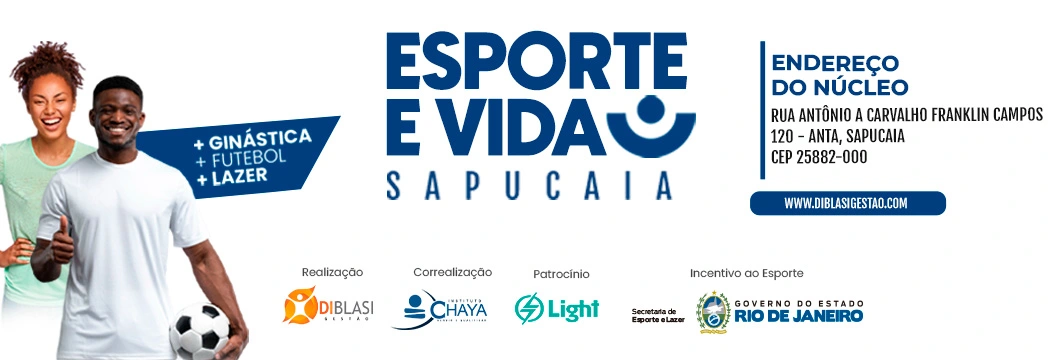 ESPORTE
E VIDA
SAPUCAIA
+ GINÁSTICA
+ FUTEBOL
+ LAZER
ENDEREÇO
DO NÚCLEO
RUA ANTÔNIO A CARVALHO FRANKLIN CAMPOS
120 - ANTA, SAPUCAIA
CEP 25882-000
WWW.DIBLASIGESTAO.COM
Realização
DIBLASI
GESTÃO
Correalização
INSTITUTO
CHAYA
Patrocínio
Light
Incentivo ao Esporte
Secretaria de
Esporte e Lazer
GOVERNO DO ESTADO
RIO DE JANEIRO